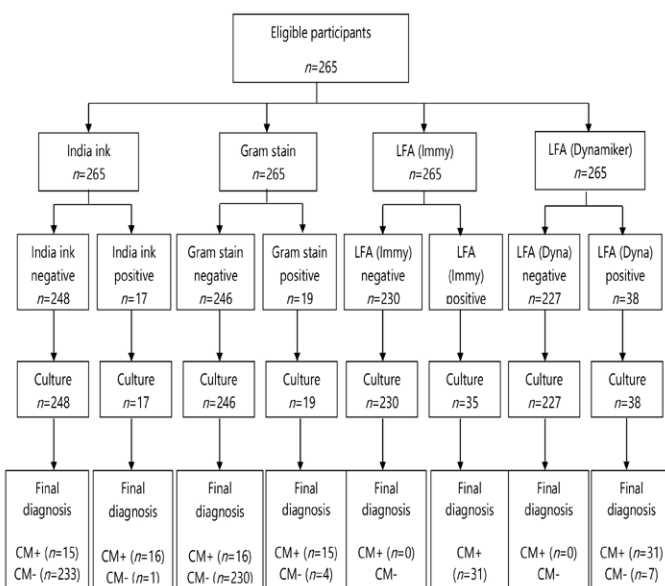 Eligible participants
n=265
India ink
n=265
Gram stain
n=265
LFA (Immy)
n=265
LFA (Dynamiker)
n=265
India ink
negative
n=248
India ink
positive
n=17
Gram stain
negative
n=246
Gram stain
positive
n=19
LFA (Immy)
negative
n=230
LFA
(Immy)
positive
LFA (Dyna)
negative
n=227
LFA (Dyna)
positive
n=38
Culture
n=248
Culture
n=17
Culture
n=246
Culture
n=19
Culture
n=230
Culture
n=35
Culture
n=227
Culture
n=38
Final
diagnosis
CM+ (n=15)
CM- (n=233)
Final
diagnosis
CM+ (n=16)
CM- (n=1)
Final
diagnosis
CM+ (n=16)
CM- (n=230)
Final
diagnosis
CM+ (n=15)
CM- (n=4)
Final
diagnosis
CM+ (n=0)
CM-
Final
diagnosis
CM+
(n=31)
Final
diagnosis
CM+ (n=0)
CM-
Final
diagnosis
CM+ (n=31)
CM- (n=7)